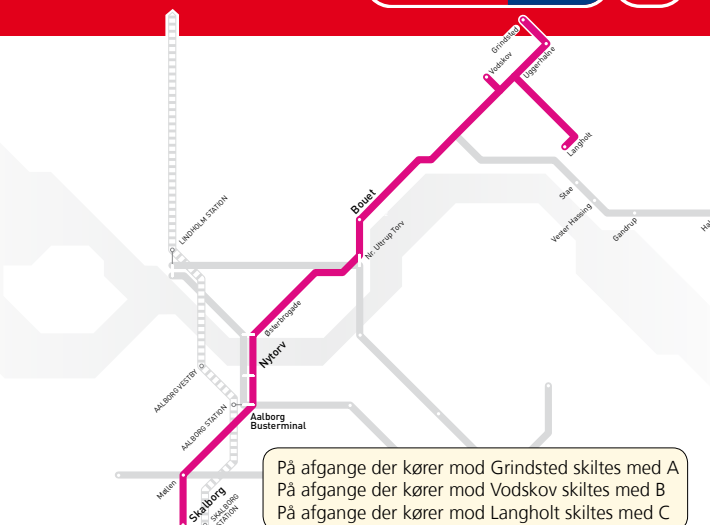 Grindsted
Vodskov
Uggerhalne
Langholt
Bouet
Stae
LINDHOLM STATION
Vester Hassing
Gandrup
Nr. Uttrup Torv
Østerbrogade
Nytorv
AALBORG VESTBY
AALBORG STATION
Aalborg
Busterminal
Møllen
Skalborg
SKALBORG
STATION
På afgange der kører mod Grindsted skiltes med A
På afgange der kører mod Vodskov skiltes med B
På afgange der kører mod Langholt skiltes med C